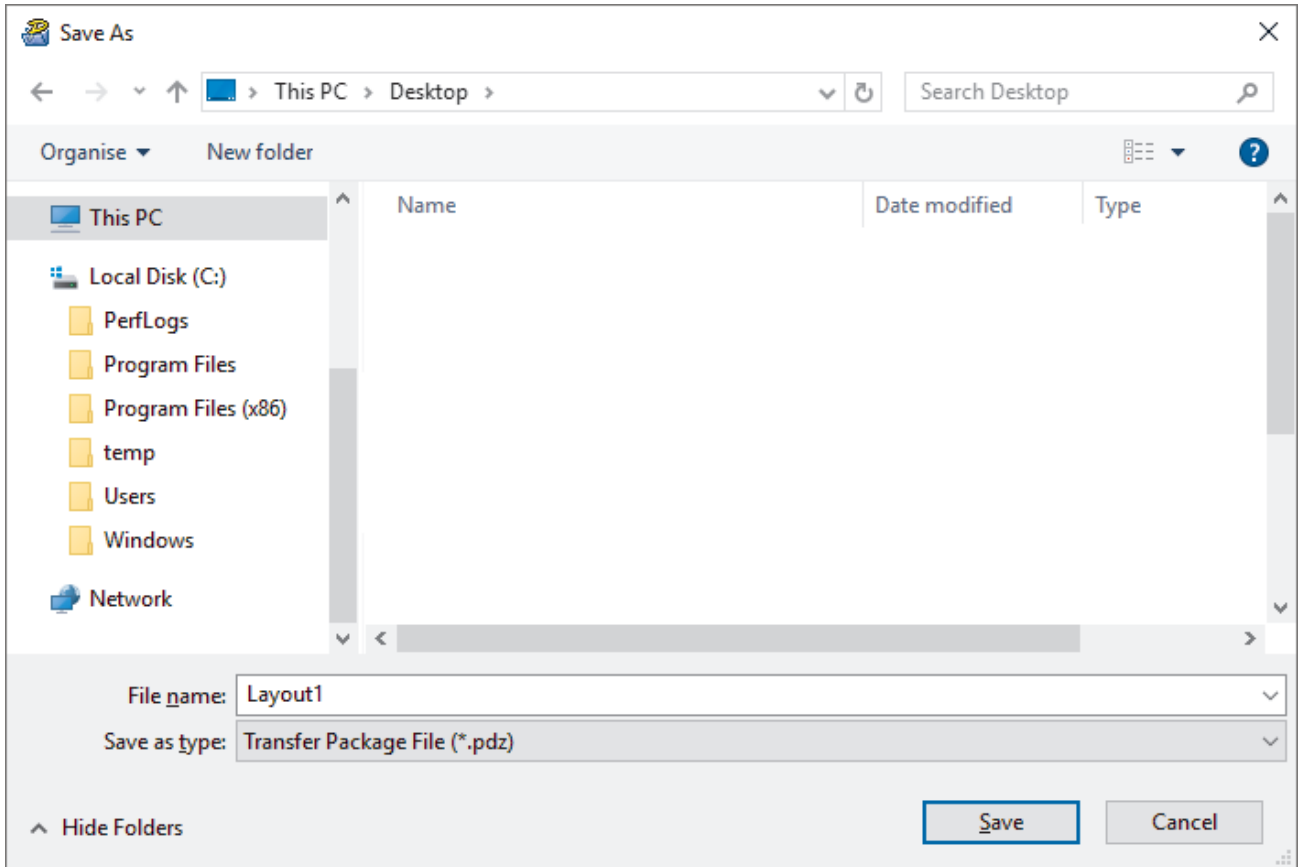 Save As
This PC > Desktop >
Search Desktop
Organise
New folder
?
Name
Date modified
Type
This PC
Local Disk (C:)
PerfLogs
Program Files
Program Files (x86)
temp
Users
Windows
Network
File name: Layout1
Save as type: Transfer Package File (*.pdz)
Hide Folders
Save
Cancel